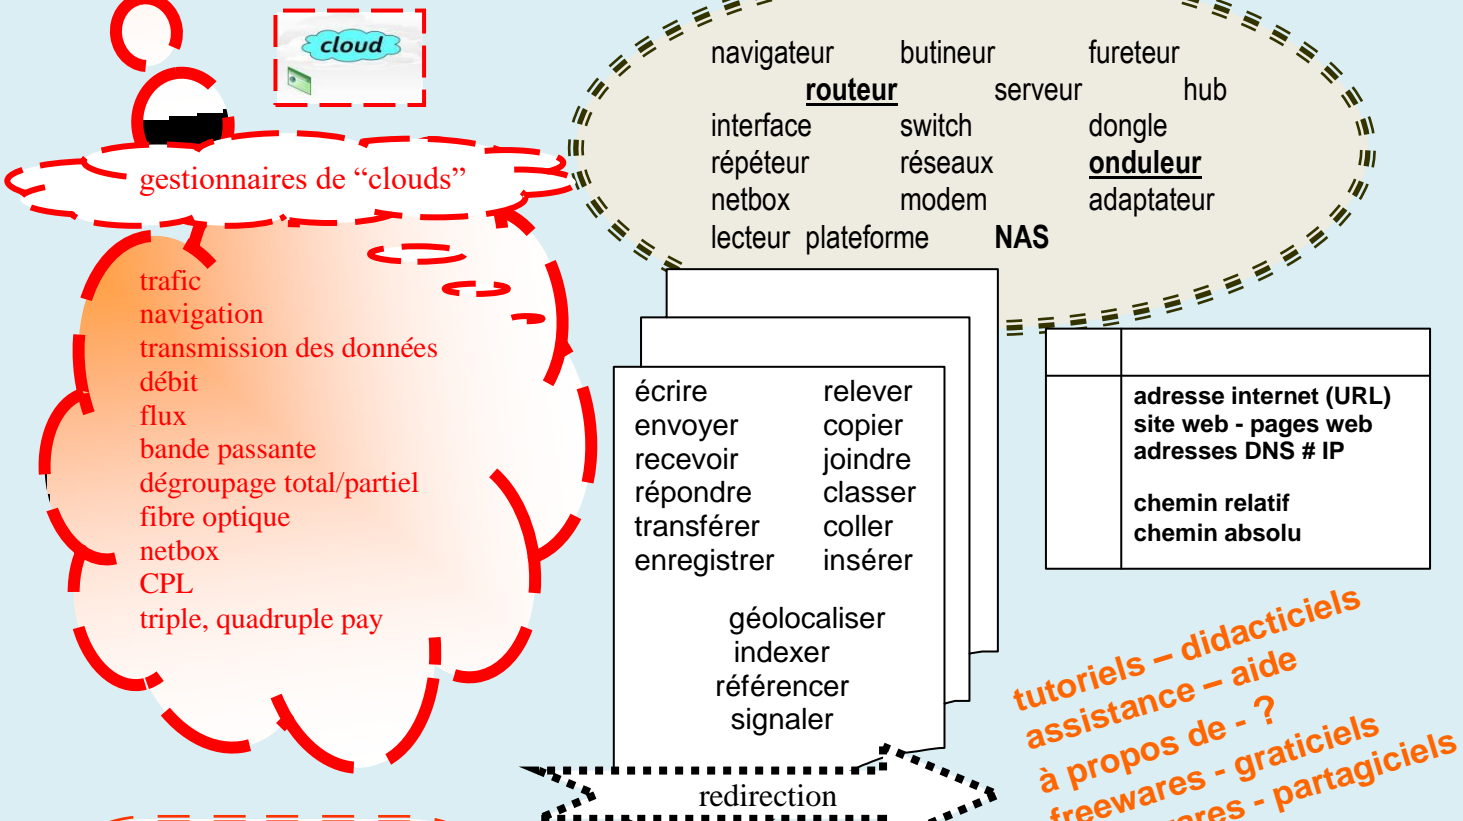 cloud
gestionnaires de “clouds”
trafic
navigation
transmission des données
débit
flux
bande passante
dégroupage total/partiel
fibre optique
netbox
CPL
triple, quadruple pay
navigateur butineur fureteur
routeur serveur hub
interface switch dongle
répéteur réseaux onduleur
netbox modem adaptateur
lecteur plateforme NAS
écrire relever
envoyer copier
recevoir joindre
répondre classer
transférer coller
enregistrer insérer
géolocaliser
indexer
référencer
signaler
redirection
adresse internet (URL)
site web - pages web
adresses DNS # IP
chemin relatif
chemin absolu
tutoriels – didacticiels
assistance – aide
à propos de - ?
freewares - graticiels
- partagiciels